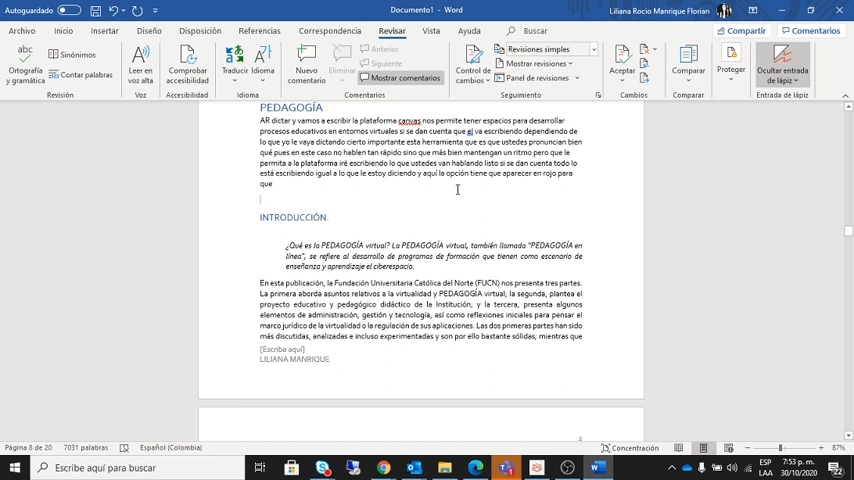 Autoguardado
Documento1 - Word
Liliana Rocio Manrique Florian
Archivo Inicio Insertar Diseño Disposición Referencias Correspondencia Revisar Vista Ayuda Buscar Compartir Comentarios
abc
Ortografía y gramática
Sinónimos
Contar palabras
Revisión
Leer en voz alta
Voz
Comprobar accesibilidad
Accesibilidad
Traducir Idioma
Idioma
Nuevo comentario
Eliminar
Anterior
Siguiente
Mostrar comentarios
Comentarios
Control de cambios
Revisiones simples
Mostrar revisiones
Panel de revisiones
Seguimiento
Aceptar
Cambios
Comparar
Comparar
Proteger
Ocultar entrada de lápiz
Entrada de lápiz
PEDAGOGÍA
AR dictar y vamos a escribir la plataforma canvas nos permite tener espacios para desarrollar
procesos educativos en entornos virtuales si se dan cuenta que el va escribiendo dependiendo de
lo que yo le vaya dictando cierto importante esta herramienta que es que ustedes pronuncian bien
qué pues en este caso no hablen tan rápido sino que más bien mantengan un ritmo pero que le
permita a la plataforma iré escribiendo lo que ustedes van hablando listo si se dan cuenta todo lo
está escribiendo igual a lo que le estoy diciendo y aquí la opción tiene que aparecer en rojo para
que
INTRODUCCIÓN.
¿Qué es la PEDAGOGÍA virtual? La PEDAGOGÍA virtual, también llamada "PEDAGOGÍA en
línea", se refiere al desarrollo de programas de formación que tienen como escenario de
enseñanza y aprendizaje el ciberespacio.
En esta publicación, la Fundación Universitaria Católica del Norte (FUCN) nos presenta tres partes.
La primera aborda asuntos relativos a la virtualidad y PEDAGOGÍA virtual; la segunda, plantea el
proyecto educativo y pedagógico didáctico de la Institución; y la tercera, presenta algunos
elementos de administración, gestión y tecnología, así como reflexiones iniciales para pensar el
marco jurídico de la virtualidad o la regulación de sus aplicaciones. Las dos primeras partes han sido
más discutidas, analizadas e incluso experimentadas y son por ello bastante sólidas; mientras que
[Escriba aquí]
LILIANA MANRIQUE
2
Página 8 de 20 7031 palabras Español (Colombia) Concentración 87%
Escribe aquí para buscar
ESP
LAA
7:53 p. m.
30/10/2020
22